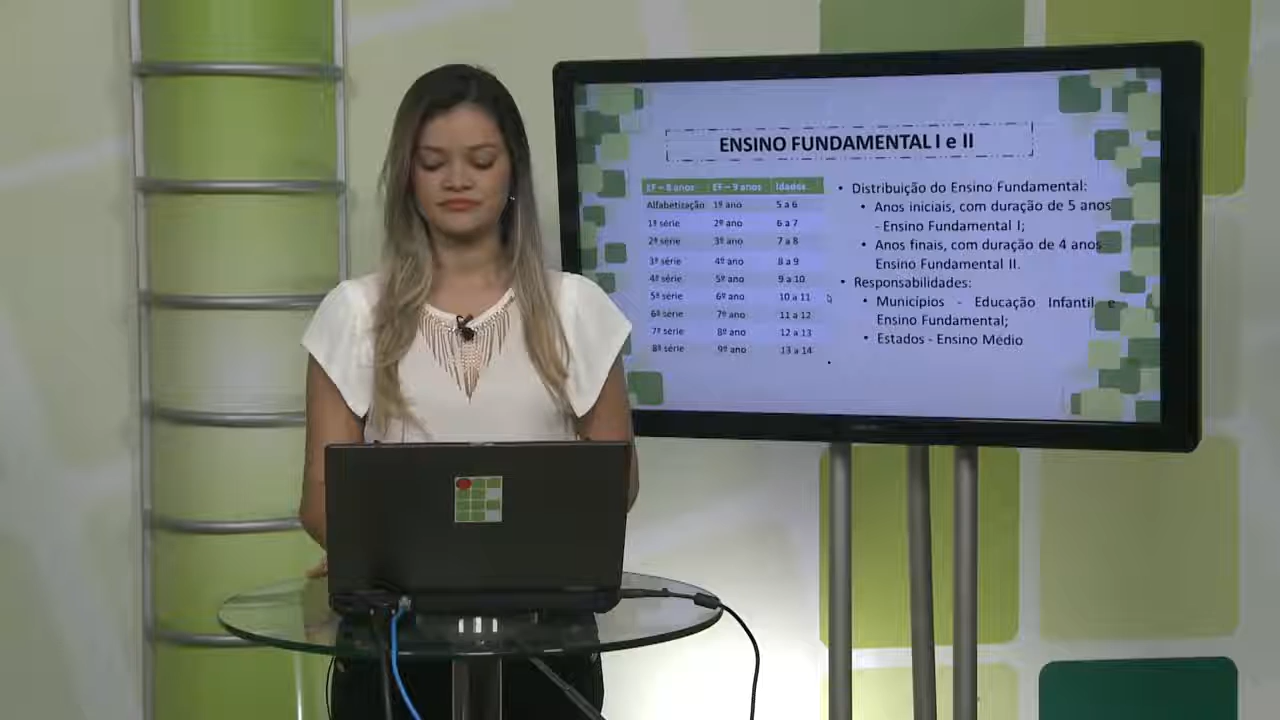 ENSINO FUNDAMENTAL I e II
EF – 8 anos EF – 9 anos Idades
Alfabetização 1º ano 5 a 6
1ª série 2º ano 6 a 7
2ª série 3º ano 7 a 8
3ª série 4º ano 8 a 9
4ª série 5º ano 9 a 10
5ª série 6º ano 10 a 11
6ª série 7º ano 11 a 12
7ª série 8º ano 12 a 13
8ª série 9º ano 13 a 14
• Distribuição do Ensino Fundamental:
• Anos iniciais, com duração de 5 anos
- Ensino Fundamental I;
• Anos finais, com duração de 4 anos-
Ensino Fundamental II.
• Responsabilidades:
• Municípios - Educação Infantil e
Ensino Fundamental;
• Estados - Ensino Médio